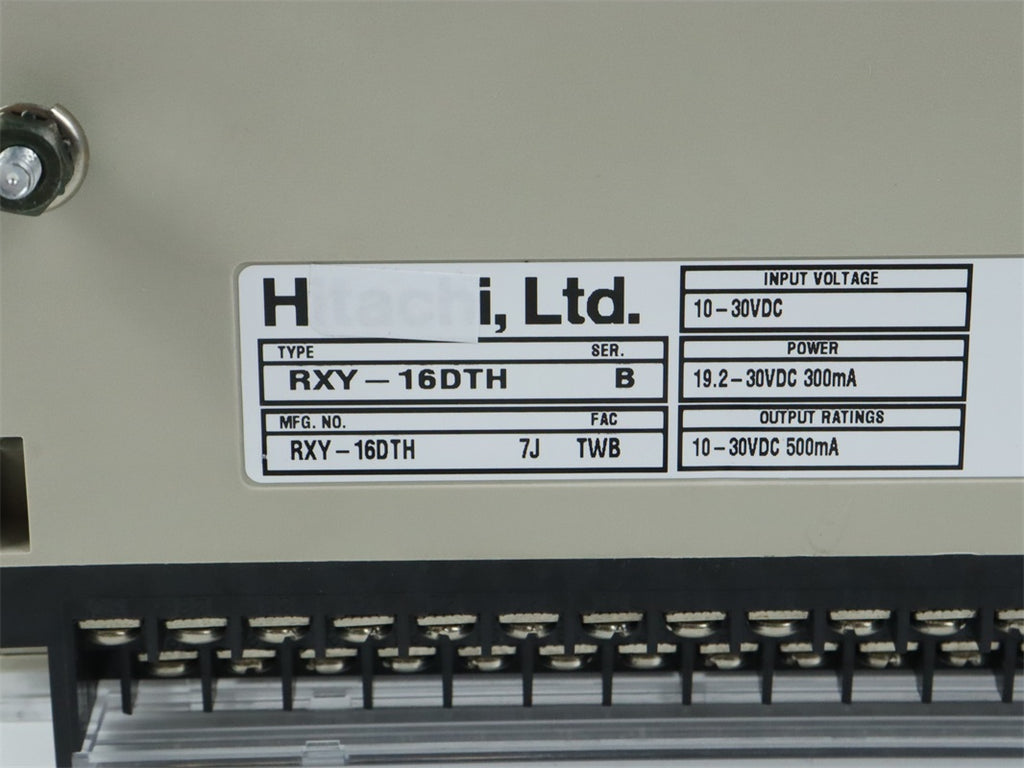 Hitachi, Ltd.
TYPE SER.
RXY-16DTH B
MFG. NO. FAC
RXY-16DTH 7J TWB
INPUT VOLTAGE
10-30VDC
POWER
19.2-30VDC 300mA
OUTPUT RATINGS
10-30VDC 500mA